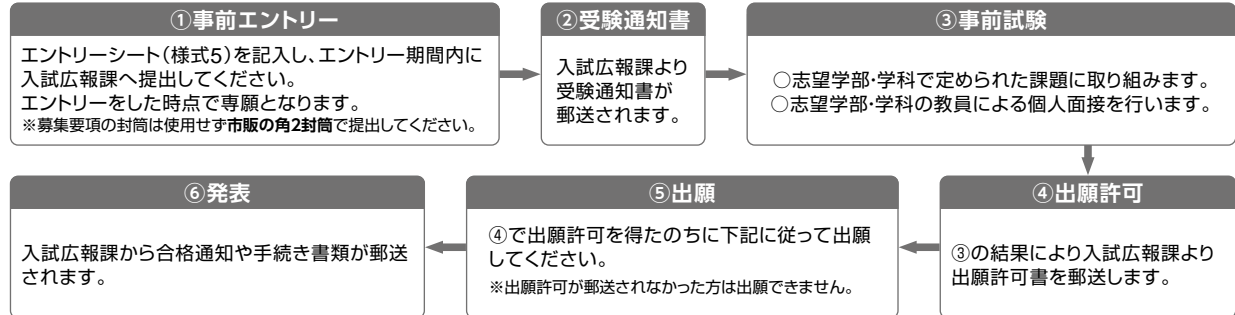 ①事前エントリー
エントリーシート（様式5）を記入し、エントリー期間内に
入試広報課へ提出してください。
エントリーをした時点で専願となります。
※募集要項の封筒は使用せず市販の角2封筒で提出してください。
②受験通知書
入試広報課より
受験通知書が
郵送されます。
③事前試験
○志望学部・学科で定められた課題に取り組みます。
○志望学部・学科の教員による個人面接を行います。
④出願許可
③の結果により入試広報課より
出願許可書を郵送します。
⑤出願
④で出願許可を得たのちに下記に従って出願
してください。
※出願許可が郵送されなかった方は出願できません。
⑥発表
入試広報課から合格通知や手続き書類が郵送
されます。